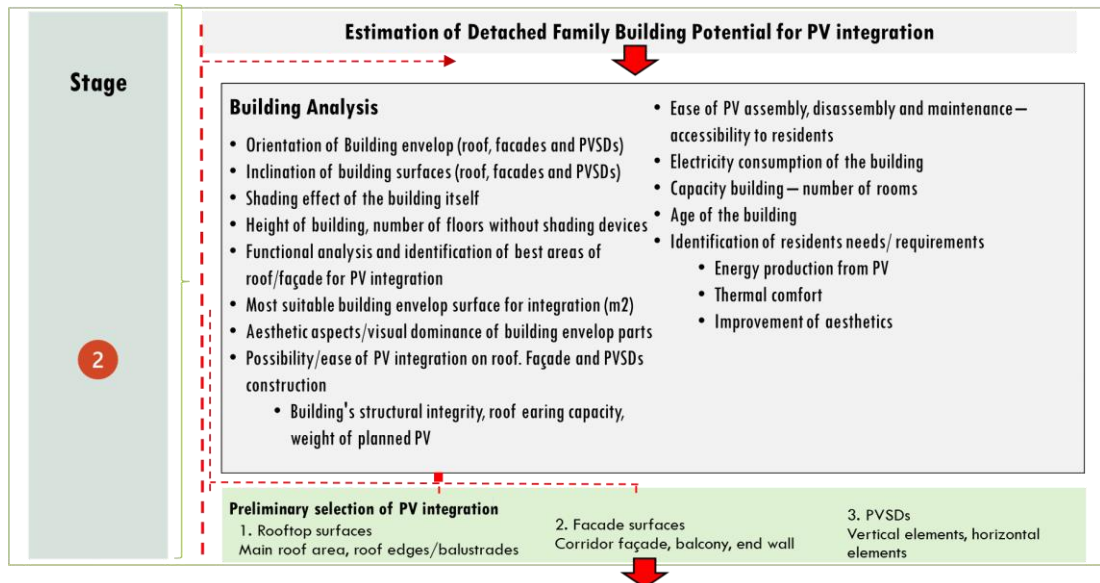 Estimation of Detached Family Building Potential for PV integration
Stage
2
Building Analysis
• Orientation of Building envelop (roof, facades and PVSDs)
• Inclination of building surfaces (roof, facades and PVSDs)
• Shading effect of the building itself
• Height of building, number of floors without shading devices
• Functional analysis and identification of best areas of
roof/façade for PV integration
• Most suitable building envelop surface for integration (m2)
• Aesthetic aspects/visual dominance of building envelop parts
• Possibility/ease of PV integration on roof. Façade and PVSDs
construction
• Building's structural integrity, roof earing capacity,
weight of planned PV
• Ease of PV assembly, disassembly and maintenance –
accessibility to residents
• Electricity consumption of the building
• Capacity building – number of rooms
• Age of the building
• Identification of residents needs/ requirements
• Energy production from PV
• Thermal comfort
• Improvement of aesthetics
Preliminary selection of PV integration
1. Rooftop surfaces
Main roof area, roof edges/balustrades
2. Facade surfaces
Corridor façade, balcony, end wall
3. PVSDs
Vertical elements, horizontal
elements